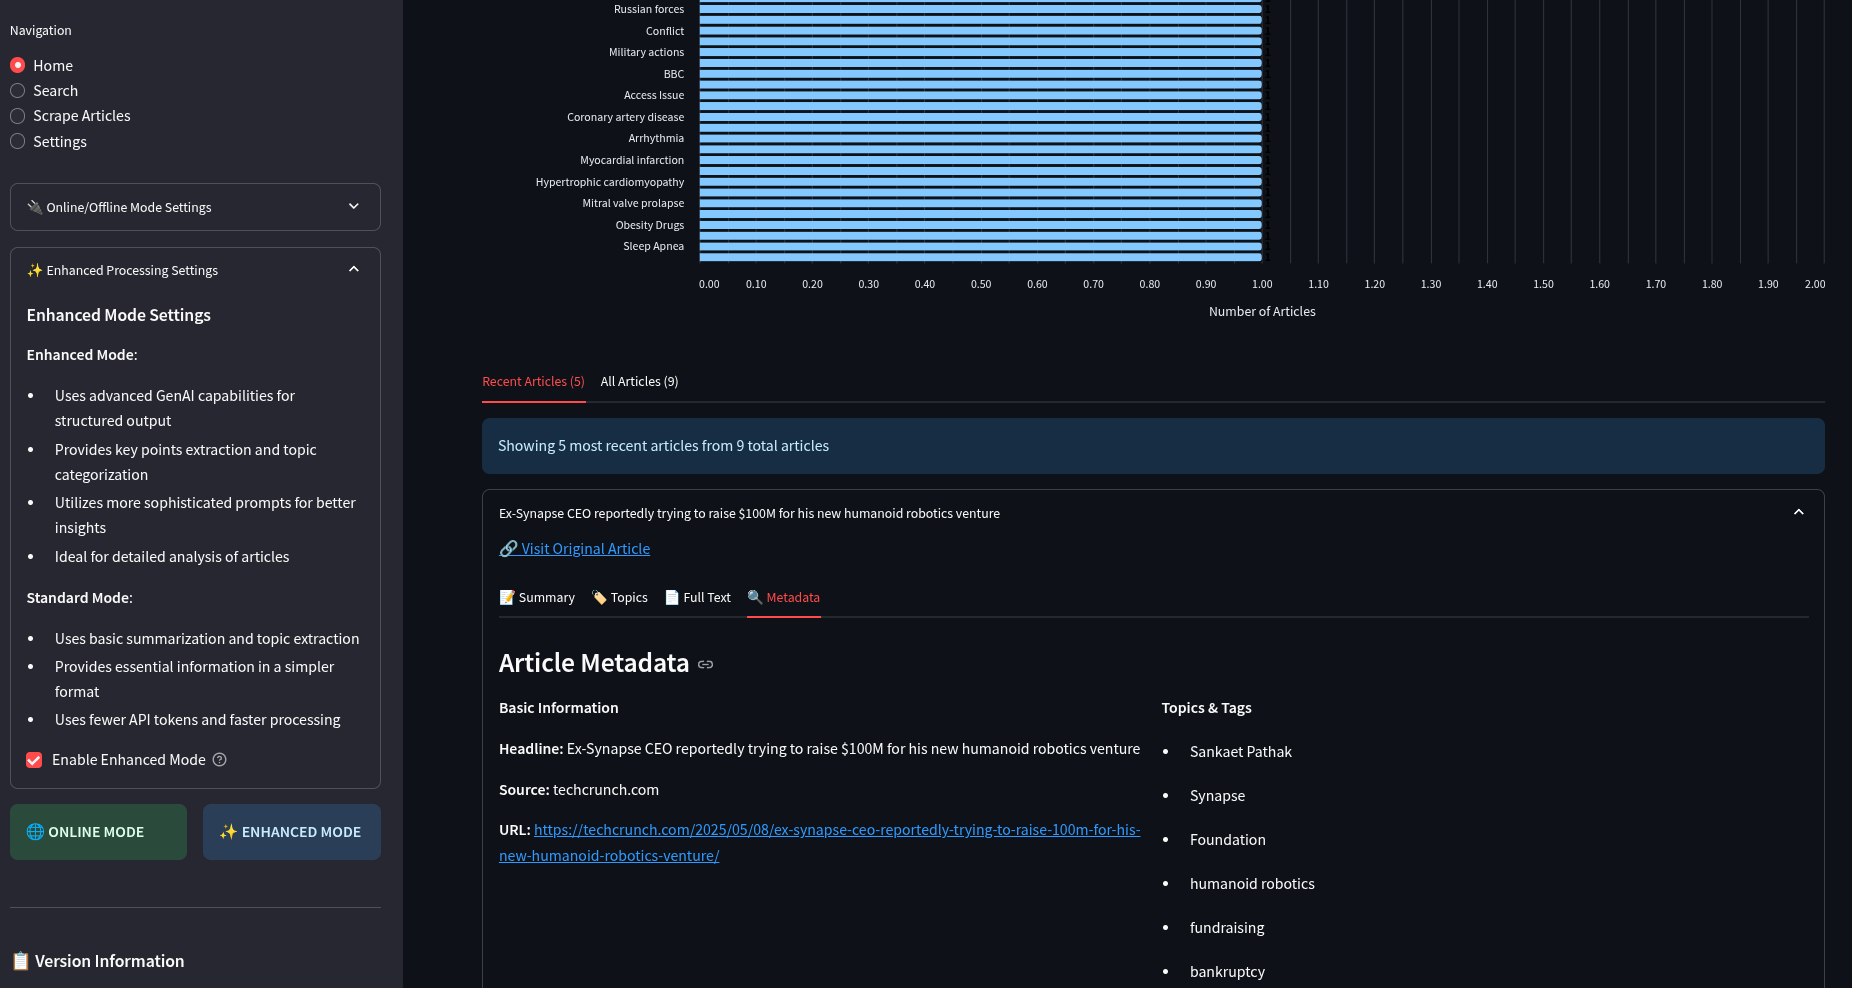 Navigation
Home
Search
Scrape Articles
Settings
🔌 Online/Offline Mode Settings
✨ Enhanced Processing Settings
Enhanced Mode Settings
Enhanced Mode:
• Uses advanced GenAI capabilities for
structured output
• Provides key points extraction and topic
categorization
• Utilizes more sophisticated prompts for better
insights
• Ideal for detailed analysis of articles
Standard Mode:
• Uses basic summarization and topic extraction
• Provides essential information in a simpler
format
• Uses fewer API tokens and faster processing
Enable Enhanced Mode
🌐 ONLINE MODE
✨ ENHANCED MODE
📋 Version Information
Russian forces
Conflict
Military actions
BBC
Access Issue
Coronary artery disease
Arrhythmia
Myocardial infarction
Hypertrophic cardiomyopathy
Mitral valve prolapse
Obesity Drugs
Sleep Apnea
0.00 0.10 0.20 0.30 0.40 0.50 0.60 0.70 0.80 0.90 1.00 1.10 1.20 1.30 1.40 1.50 1.60 1.70 1.80 1.90 2.00
Number of Articles
Recent Articles (5) All Articles (9)
Showing 5 most recent articles from 9 total articles
Ex-Synapse CEO reportedly trying to raise $100M for his new humanoid robotics venture
🔗 Visit Original Article
📝 Summary 🏷️ Topics 📄 Full Text 🔍 Metadata
Article Metadata
Basic Information
Headline: Ex-Synapse CEO reportedly trying to raise $100M for his new humanoid robotics venture
Source: techcrunch.com
URL: https://techcrunch.com/2025/05/08/ex-synapse-ceo-reportedly-trying-to-raise-100m-for-his-
new-humanoid-robotics-venture/
Topics & Tags
• Sankaet Pathak
• Synapse
• Foundation
• humanoid robotics
• fundraising
• bankruptcy